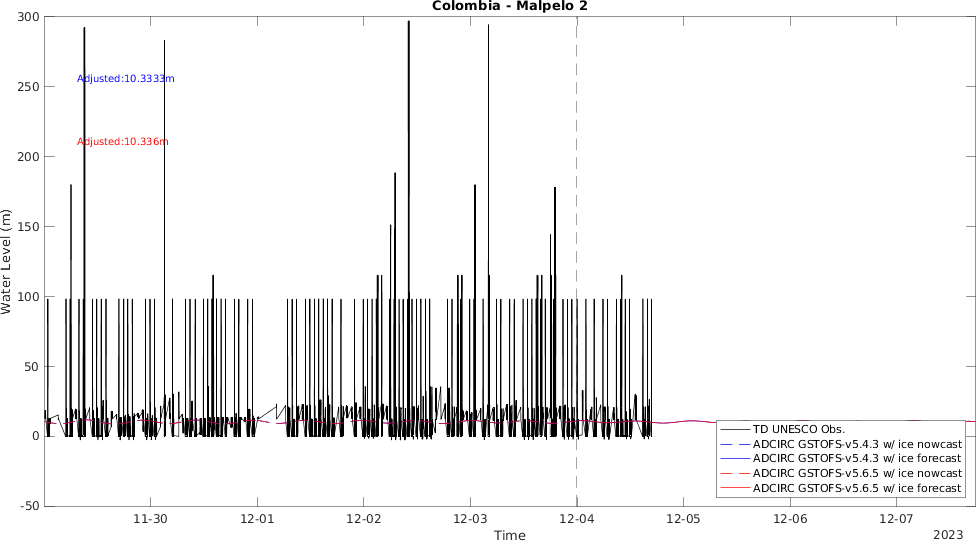 Colombia - Malpelo 2
300
250
200
150
100
50
0
-50
Water Level (m)
Adjusted:10.3333m
Adjusted:10.336m
TD UNESCO Obs.
ADCIRC GSTOFS-v5.4.3 w/ ice nowcast
ADCIRC GSTOFS-v5.4.3 w/ ice forecast
ADCIRC GSTOFS-v5.6.5 w/ ice nowcast
ADCIRC GSTOFS-v5.6.5 w/ ice forecast
11-30 12-01 12-02 12-03 12-04 12-05 12-06 12-07
Time
2023